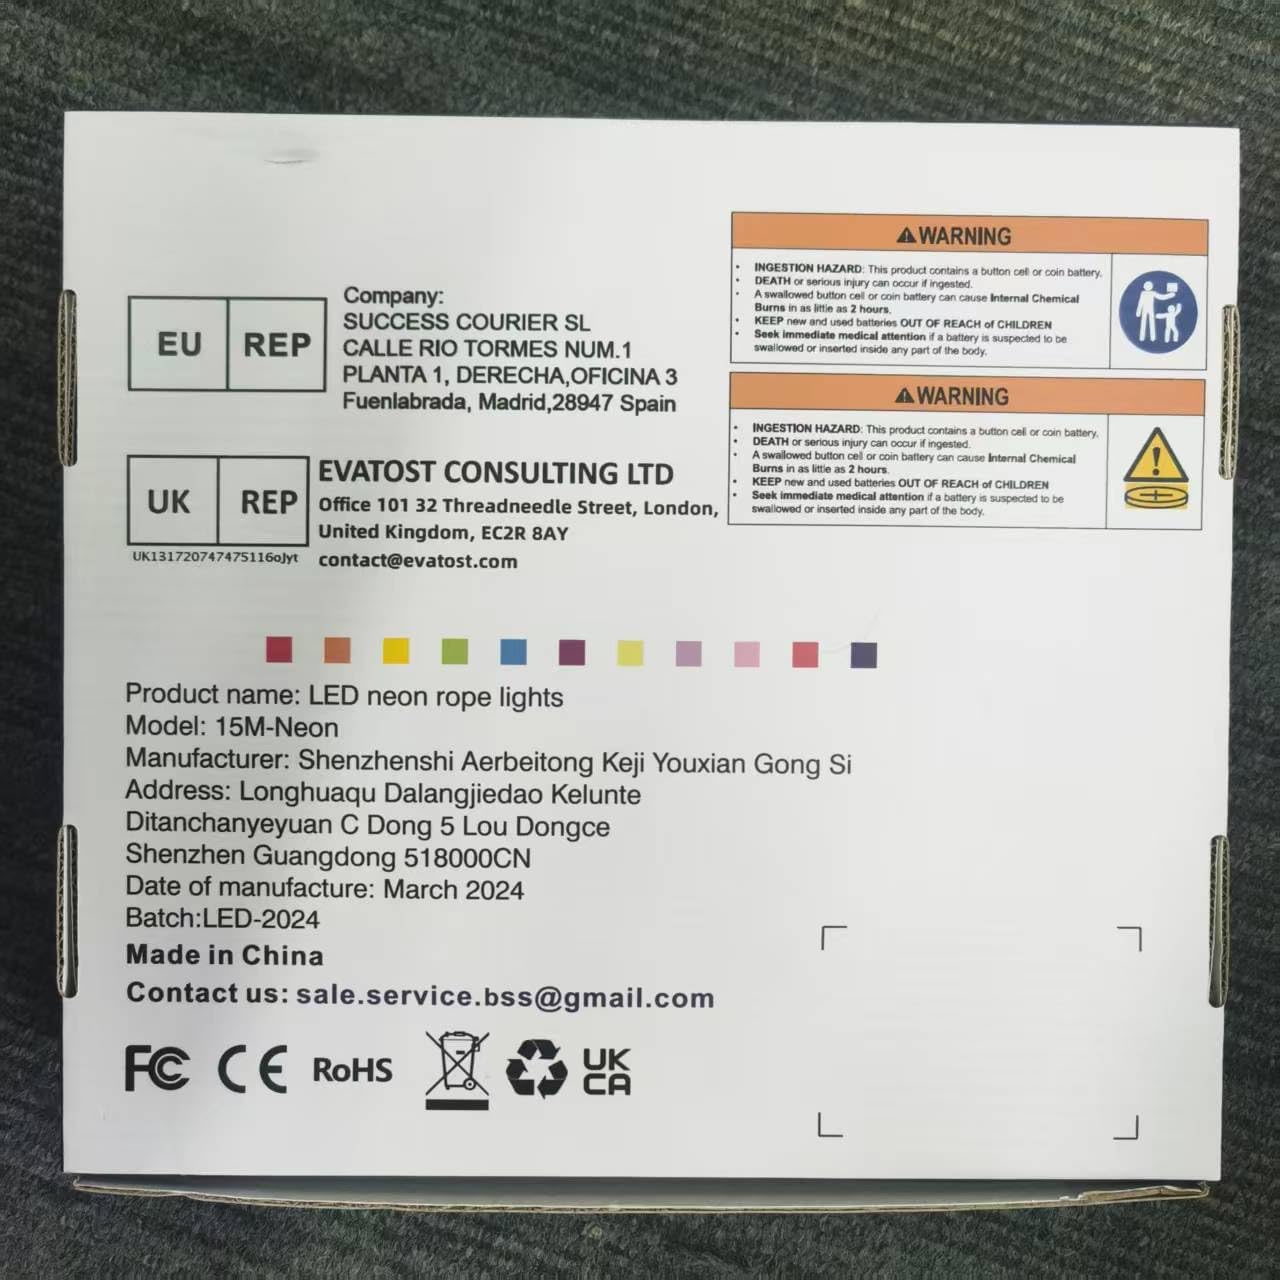 EU REP
Company:
SUCCESS COURIER SL
CALLE RIO TORMES NUM.1
PLANTA 1, DERECHA,OFICINA 3
Fuenlabrada, Madrid,28947 Spain
UK REP
UK131720747475116oJyt
EVATOST CONSULTING LTD
Office 101 32 Threadneedle Street, London,
United Kingdom, EC2R 8AY
contact@evatost.com
WARNING
• INGESTION HAZARD: This product contains a button cell or coin battery.
• DEATH or serious injury can occur if ingested.
• A swallowed button cell or coin battery can cause Internal Chemical
Burns in as little as 2 hours.
• KEEP new and used batteries OUT OF REACH of CHILDREN
• Seek immediate medical attention if a battery is suspected to be
swallowed or inserted inside any part of the body.
WARNING
• INGESTION HAZARD: This product contains a button cell or coin battery.
• DEATH or serious injury can occur if ingested.
• A swallowed button cell or coin battery can cause Internal Chemical
Burns in as little as 2 hours.
• KEEP new and used batteries OUT OF REACH of CHILDREN
• Seek immediate medical attention if a battery is suspected to be
swallowed or inserted inside any part of the body.
Product name: LED neon rope lights
Model: 15M-Neon
Manufacturer: Shenzhenshi Aerbeitong Keji Youxian Gong Si
Address: Longhuaqu Dalangjiedao Kelunte
Ditanchanyeyuan C Dong 5 Lou Dongce
Shenzhen Guangdong 518000CN
Date of manufacture: March 2024
Batch:LED-2024
Made in China
Contact us: sale.service.bss@gmail.com
FC CE RoHS UK
CA